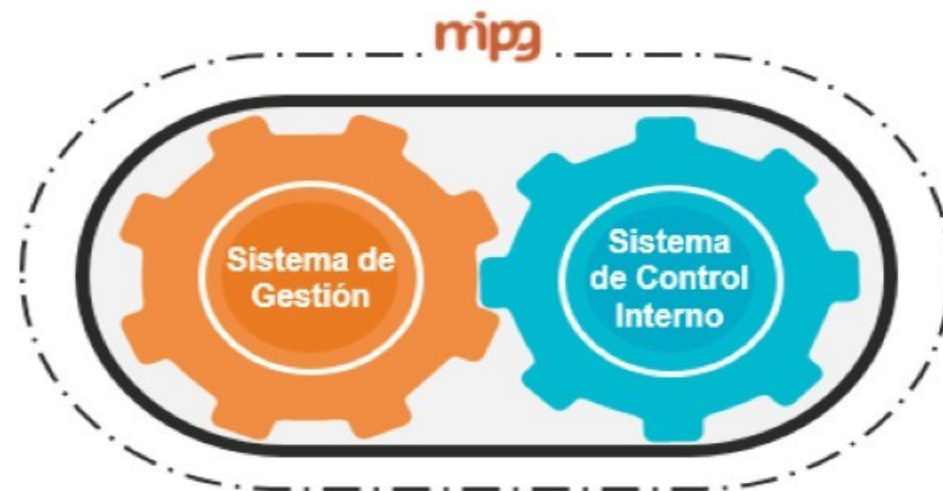 mipg
Sistema de
Gestión
Sistema
de Control
Interno